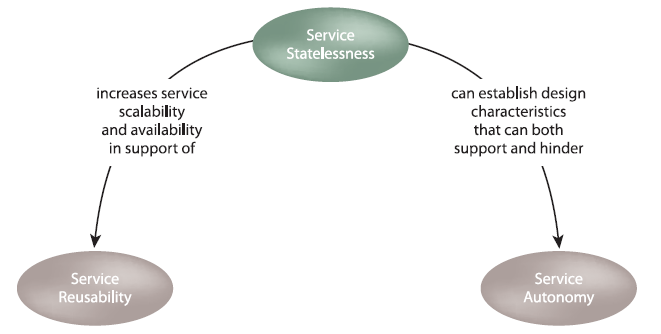 Service
Statelessness
increases service
scalability
and availability
in support of
can establish design
characteristics
that can both
support and hinder
Service
Reusability
Service
Autonomy